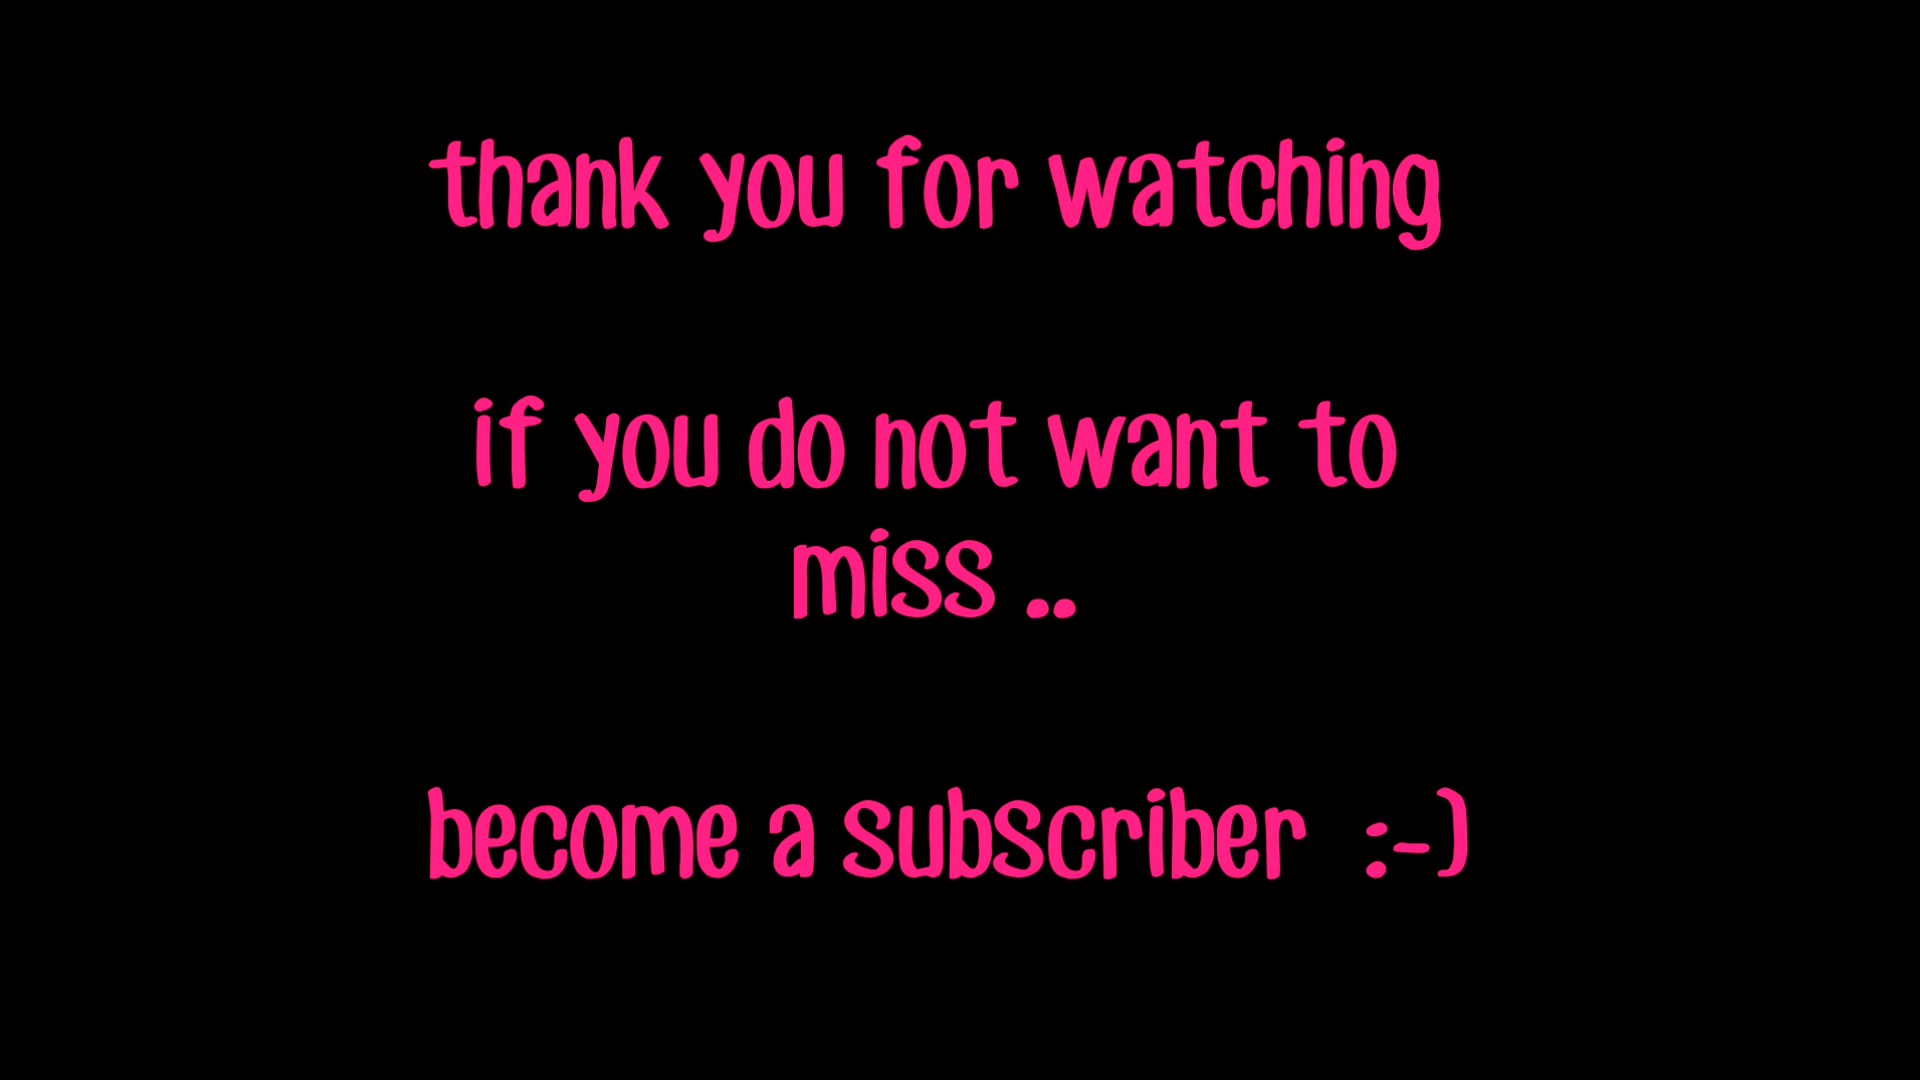 thank you for watching
if you do not want to
miss ..
become a subscriber :-)